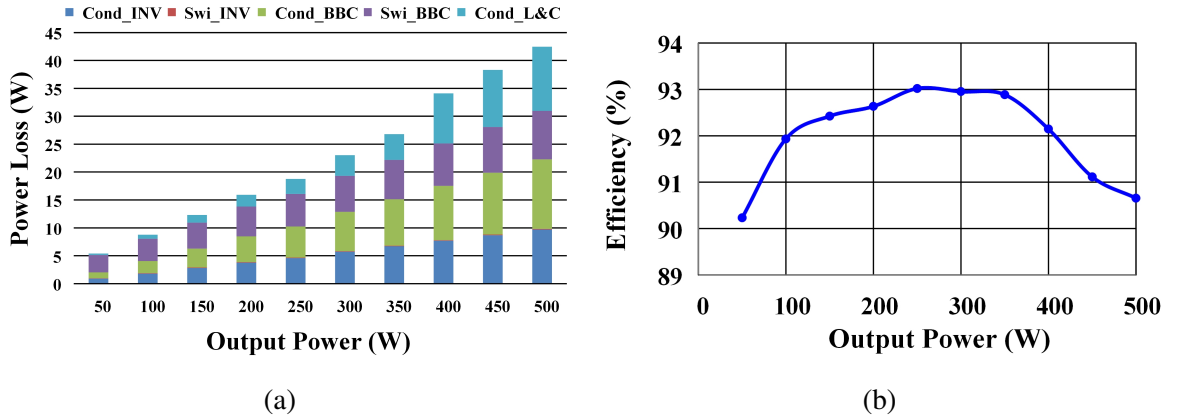 Cond_INV Swi_INV Cond_BBC Swi_BBC Cond_L&C
Power Loss (W)
45
40
35
30
25
20
15
10
5
0
50 100 150 200 250 300 350 400 450 500
Output Power (W)
(a)
Efficiency (%)
94
93
92
91
90
89
0 100 200 300 400 500
Output Power (W)
(b)